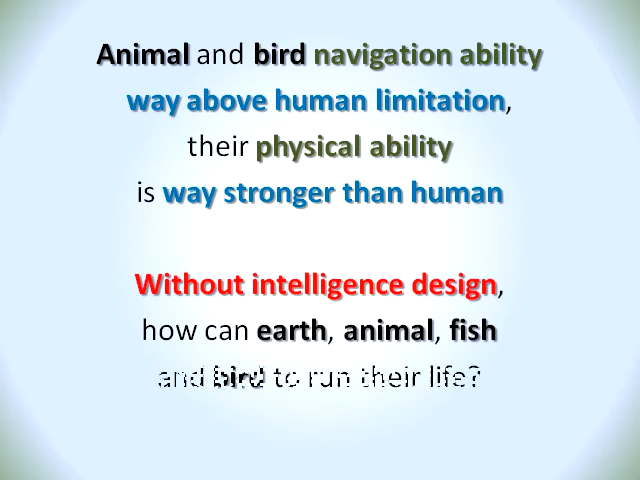 Animal and bird navigation ability
way above human limitation,
their physical ability
is way stronger than human
Without intelligence design,
how can earth, animal, fish
and bird to run their life?